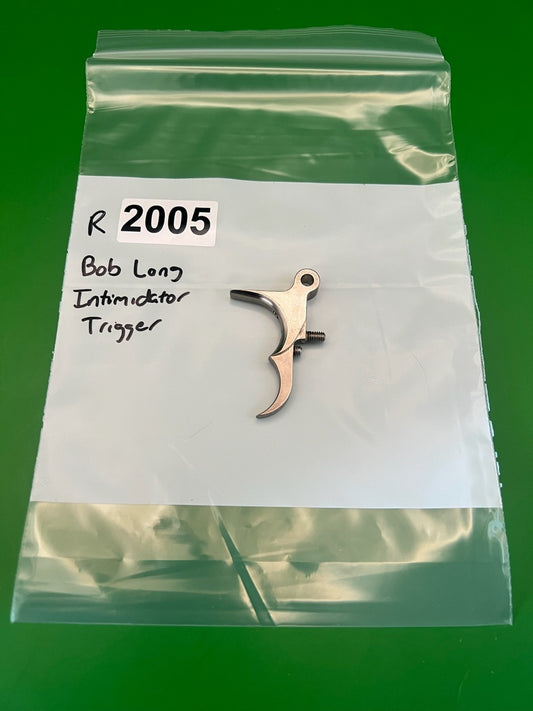 R 2005
Bob Long
Intimidator
Trigger